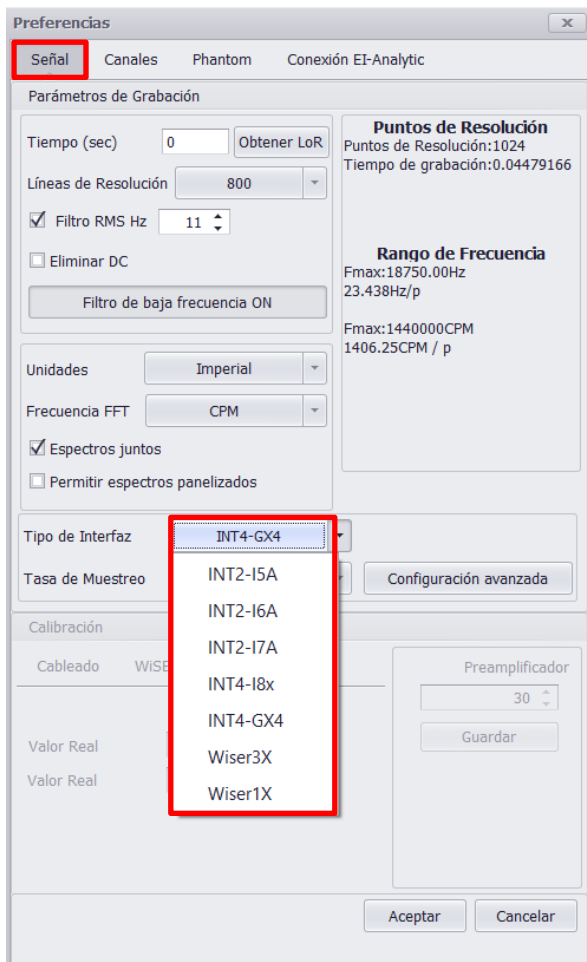 Preferencias
Señal Canales Phantom Conexión EI-Analytic
Parámetros de Grabación
Tiempo (sec) 0 Obtener LoR
Líneas de Resolución 800
Filtro RMS Hz 11
Eliminar DC
Filtro de baja frecuencia ON
Puntos de Resolución
Puntos de Resolución:1024
Tiempo de grabación:0.04479166
Rango de Frecuencia
Fmax:18750.00Hz
23.438Hz/p
Fmax:1440000CPM
1406.25CPM / p
Unidades Imperial
Frecuencia FFT CPM
Espectros juntos
Permitir espectros panelizados
Tipo de Interfaz INT4-GX4
Tasa de Muestreo Configuración avanzada
INT2-I5A
INT2-I6A
INT2-I7A
INT4-I8x
INT4-GX4
Wiser3X
Wiser1X
Calibración
Cableado
Preamplificador
30
Guardar
Valor Real
Valor Real
Aceptar Cancelar